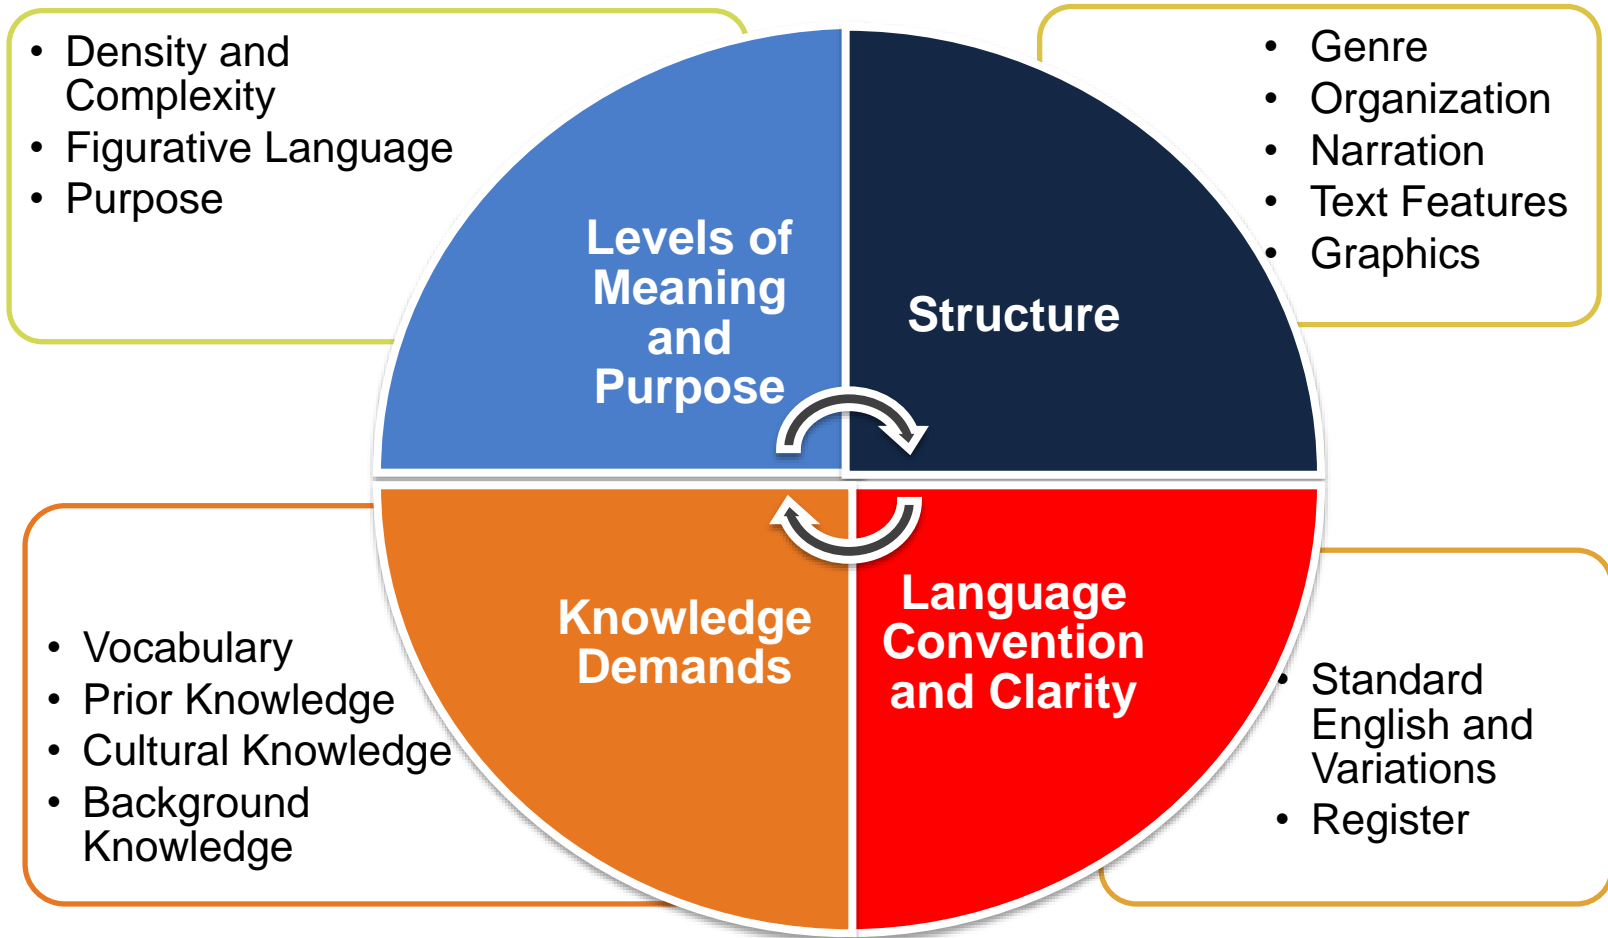 • Density and
Complexity
• Figurative Language
• Purpose
Levels of
Meaning
and
Purpose
• Genre
• Organization
• Narration
• Text Features
• Graphics
Structure
Knowledge
Demands
• Vocabulary
• Prior Knowledge
• Cultural Knowledge
• Background
Knowledge
Language
Convention
and Clarity
• Standard
English and
Variations
• Register